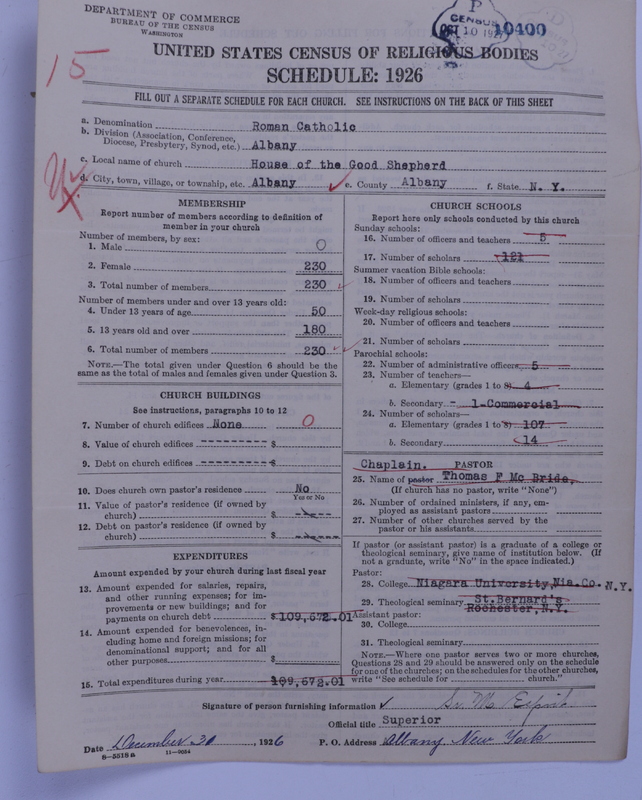 DEPARTMENT OF COMMERCE
BUREAU OF THE CENSUS
WASHINGTON
P
CENSUS
10 192
0400
15
UNITED STATES CENSUS OF RELIGIOUS BODIES
SCHEDULE: 1926
FILL OUT A SEPARATE SCHEDULE FOR EACH CHURCH. SEE INSTRUCTIONS ON THE BACK OF THIS SHEET
a. Denomination Roman Catholic
b. Division (Association, Conference, Diocese, Presbytery, Synod, etc.) Albany
c. Local name of church House of the Good Shepherd
d. City, town, village, or township, etc. Albany e. County Albany f. State N. Y.
MEMBERSHIP
Report number of members according to definition of
member in your church
Number of members, by sex:
1. Male 0
2. Female 230
3. Total number of members 230
Number of members under and over 13 years old:
4. Under 13 years of age 50
5. 13 years old and over 180
6. Total number of members 230
NOTE.—The total given under Question 6 should be the
same as the total of males and females given under Question 3.
CHURCH BUILDINGS
See instructions, paragraphs 10 to 12
7. Number of church edifices None 0
8. Value of church edifices - - - - - - - - - $
9. Debt on church edifices - - - - - - - - - $
10. Does church own pastor's residence No
Yes or No
11. Value of pastor's residence (if owned by
church) $
12. Debt on pastor's residence (if owned by
church) $
EXPENDITURES
Amount expended by your church during last fiscal year
13. Amount expended for salaries, repairs,
and other running expenses; for im-
provements or new buildings; and for
payments on church debt $109,672.01
14. Amount expended for benevolences, in-
cluding home and foreign missions; for
denominational support; and for all
other purposes $
15. Total expenditures during year 109,672.01
CHURCH SCHOOLS
Report here only schools conducted by this church
Sunday schools:
16. Number of officers and teachers 5
17. Number of scholars 121
Summer vacation Bible schools:
18. Number of officers and teachers
19. Number of scholars
Week-day religious schools:
20. Number of officers and teachers
21. Number of scholars
Parochial schools:
22. Number of administrative officers 5
23. Number of teachers—
a. Elementary (grades 1 to 8) 4
b. Secondary - 1-Commercial
24. Number of scholars—
a. Elementary (grades 1 to 8) 107
b. Secondary 14
Chaplain. PASTOR
25. Name of pastor Thomas F Mc Bride,
(If church has no pastor, write "None")
26. Number of ordained ministers, if any, em-
ployed as assistant pastors
27. Number of other churches served by the
pastor or his assistants
If pastor (or assistant pastor) is a graduate of a college or
theological seminary, give name of institution below. (If
not a graduate, write "No" in the space indicated.)
Pastor:
28. College Niagara University, Nia.Co. N.Y.
29. Theological seminary St.Bernard's
Rochester, N.Y.
Assistant pastor:
30. College
31. Theological seminary
NOTE.—Where one pastor serves two or more churches,
Questions 28 and 29 should be answered only on the schedule
for one of the churches; on the schedules for the other churches,
write "See schedule for church."
Signature of person furnishing information Sr. M.
Official title Superior
Date December 30, 1926 P. O. Address Albany New York
8-5518a 11-9034